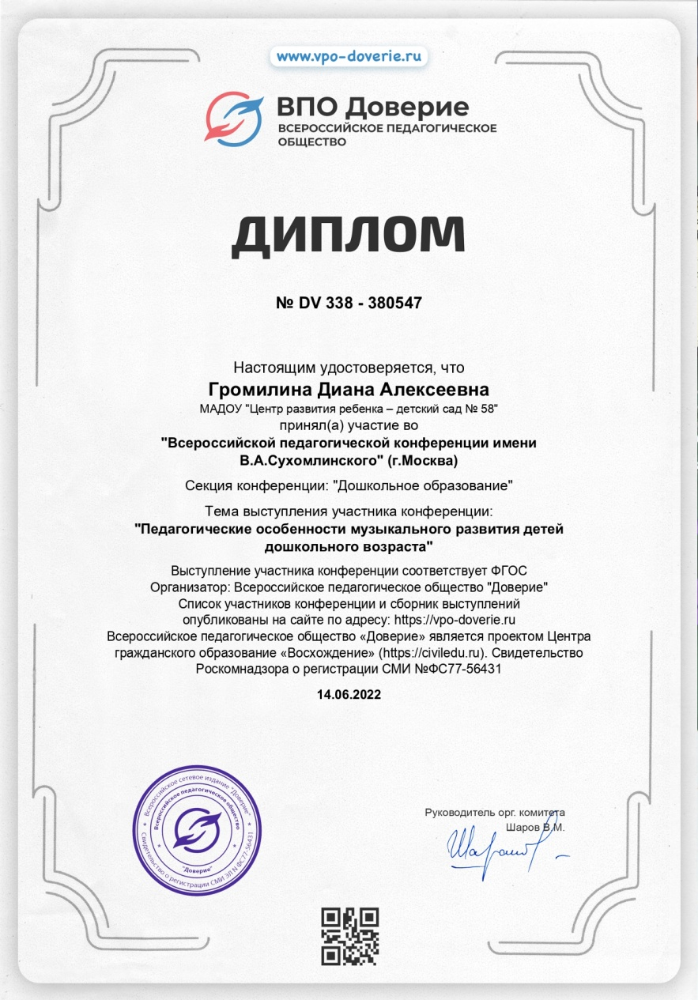 www.vpo-doverie.ru
ВПО Доверие
ВСЕРОССИЙСКОЕ ПЕДАГОГИЧЕСКОЕ
ОБЩЕСТВО
ДИПЛОМ
№ DV 338 - 380547
Настоящим удостоверяется, что
Громилина Диана Алексеевна
МАДОУ "Центр развития ребенка – детский сад № 58"
принял(а) участие во
"Всероссийской педагогической конференции имени
В.А.Сухомлинского" (г.Москва)
Секция конференции: "Дошкольное образование"
Тема выступления участника конференции:
"Педагогические особенности музыкального развития детей
дошкольного возраста"
Выступление участника конференции соответствует ФГОС
Организатор: Всероссийское педагогическое общество "Доверие"
Список участников конференции и сборник выступлений
опубликованы на сайте по адресу: https://vpo-doverie.ru
Всероссийское педагогическое общество «Доверие» является проектом Центра
гражданского образование «Восхождение» (https://civiledu.ru). Свидетельство
Роскомнадзора о регистрации СМИ №ФС77-56431
14.06.2022
Всероссийское сетевое издание "Доверие"
Свидетельство о регистрации СМИ ЭЛ N ФС77-56431
Всероссийское педагогическое общество
"Доверие"
Руководитель орг. комитета
Шаров В.М.